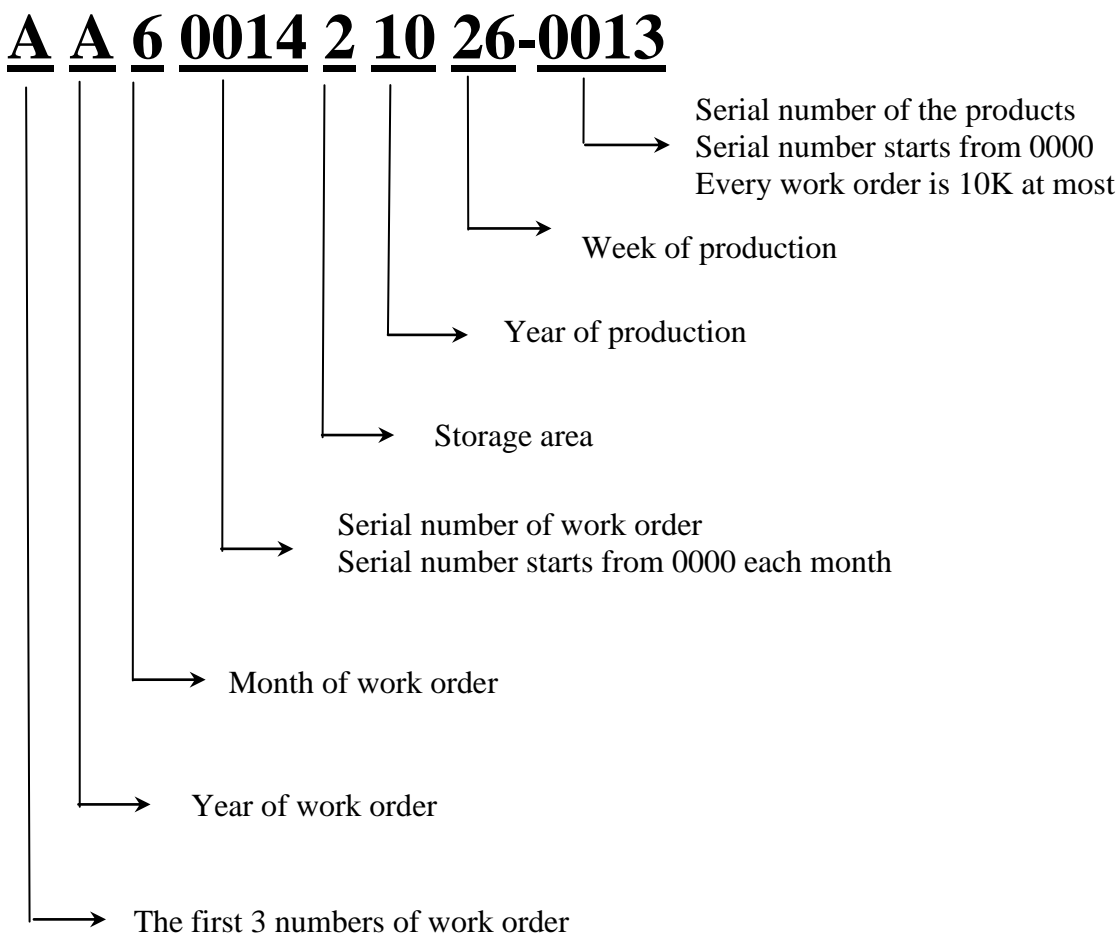 A A 6 0014 2 10 26-0013
Serial number of the products
Serial number starts from 0000
Every work order is 10K at most
Week of production
Year of production
Storage area
Serial number of work order
Serial number starts from 0000 each month
Month of work order
Year of work order
The first 3 numbers of work order